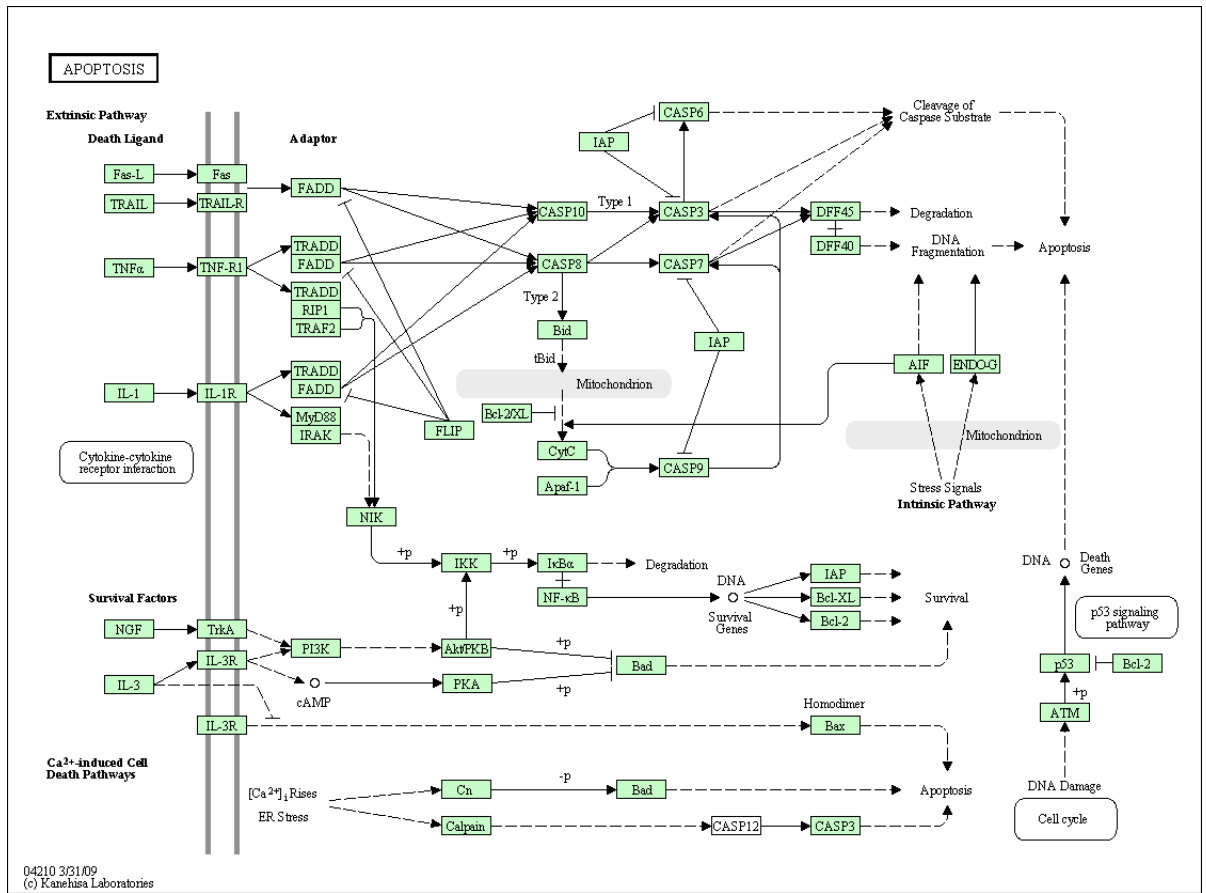 APOPTOSIS
Extrinsic Pathway
Death Ligand
Adaptor
Fas-L
Fas
TRAIL
TRAIL-R
FADD
TNFα
TNF-R1
TRADD
FADD
TRADD
RIP1
TRAF2
IL-1
IL-1R
TRADD
FADD
MyD88
IRAK
FLIP
Cytokine-cytokine
receptor interaction
CASP6
IAP
CASP10
Type 1
CASP3
CASP8
CASP7
Type 2
Bid
tBid
IAP
Mitochondrion
Bcl-2/XL
CytC
Apaf-1
CASP9
Cleavage of
Caspase Substrate
DFF45
Degradation
DFF40
DNA
Fragmentation
Apoptosis
AIF
ENDO-G
Mitochondrion
Stress Signals
Intrinsic Pathway
NIK
+p
IKK
+p
IκBα
Degradation
NF-κB
+p
DNA
Survival
Genes
IAP
Bcl-XL
Bcl-2
Survival
DNA
Death
Genes
p53 signaling
pathway
p53
Bcl-2
+p
ATM
DNA Damage
Cell cycle
Survival Factors
NGF
TrkA
IL-3R
IL-3
PI3K
cAMP
Akt/PKB
PKA
+p
+p
Bad
IL-3R
Homodimer
Bax
Ca2+-induced Cell
Death Pathways
[Ca2+]i Rises
ER Stress
Cn
-p
Bad
Apoptosis
Calpain
CASP12
CASP3
04210 3/31/09
(c) Kanehisa Laboratories